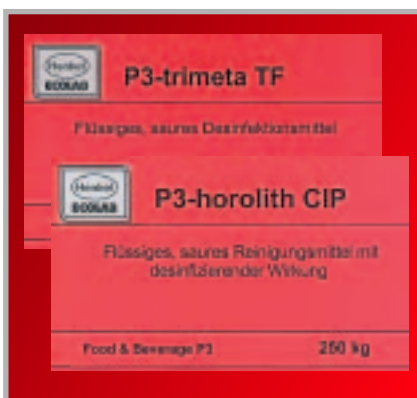 Henkel
ECOLAB
P3-trimeta TF
Flüssiges, saures Desinfektionsmittel
Henkel
ECOLAB
P3-horolith CIP
Flüssiges, saures Reinigungsmittel mit
desinfizierender Wirkung
Food & Beverage P3
250 kg